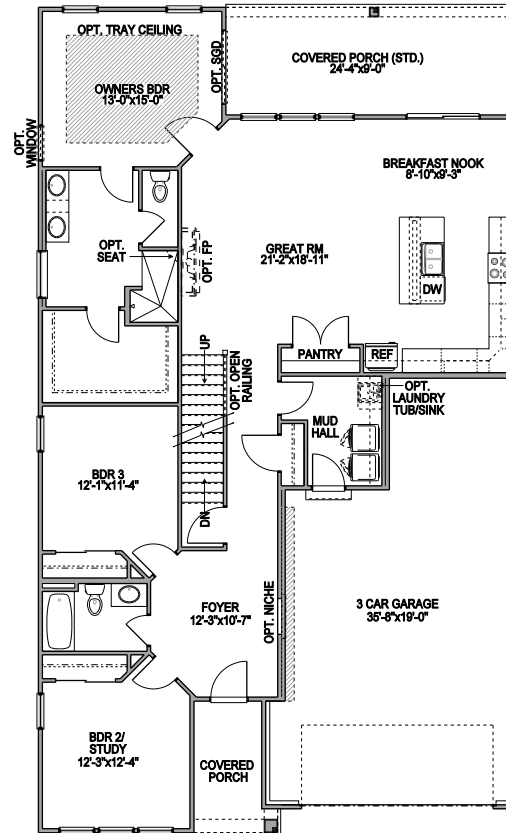 OPT. TRAY CEILING
OWNERS BDR
13'-0"x15'-0"
OPT. SGD
COVERED PORCH (STD.)
24'-4"x9'-0"
OPT.
WINDOW
BREAKFAST NOOK
8'-10"x9'-3"
OPT.
SEAT
OPT. FP
GREAT RM
21'-2"x18'-11"
DW
PANTRY
REF
UP
OPT. OPEN
RAILING
OPT.
LAUNDRY
TUB/SINK
MUD
HALL
BDR 3
12'-1"x11'-4"
DN
FOYER
12'-3"x10'-7"
OPT. NICHE
3 CAR GARAGE
35'-8"x19'-0"
BDR 2/
STUDY
12'-3"x12'-4"
COVERED
PORCH